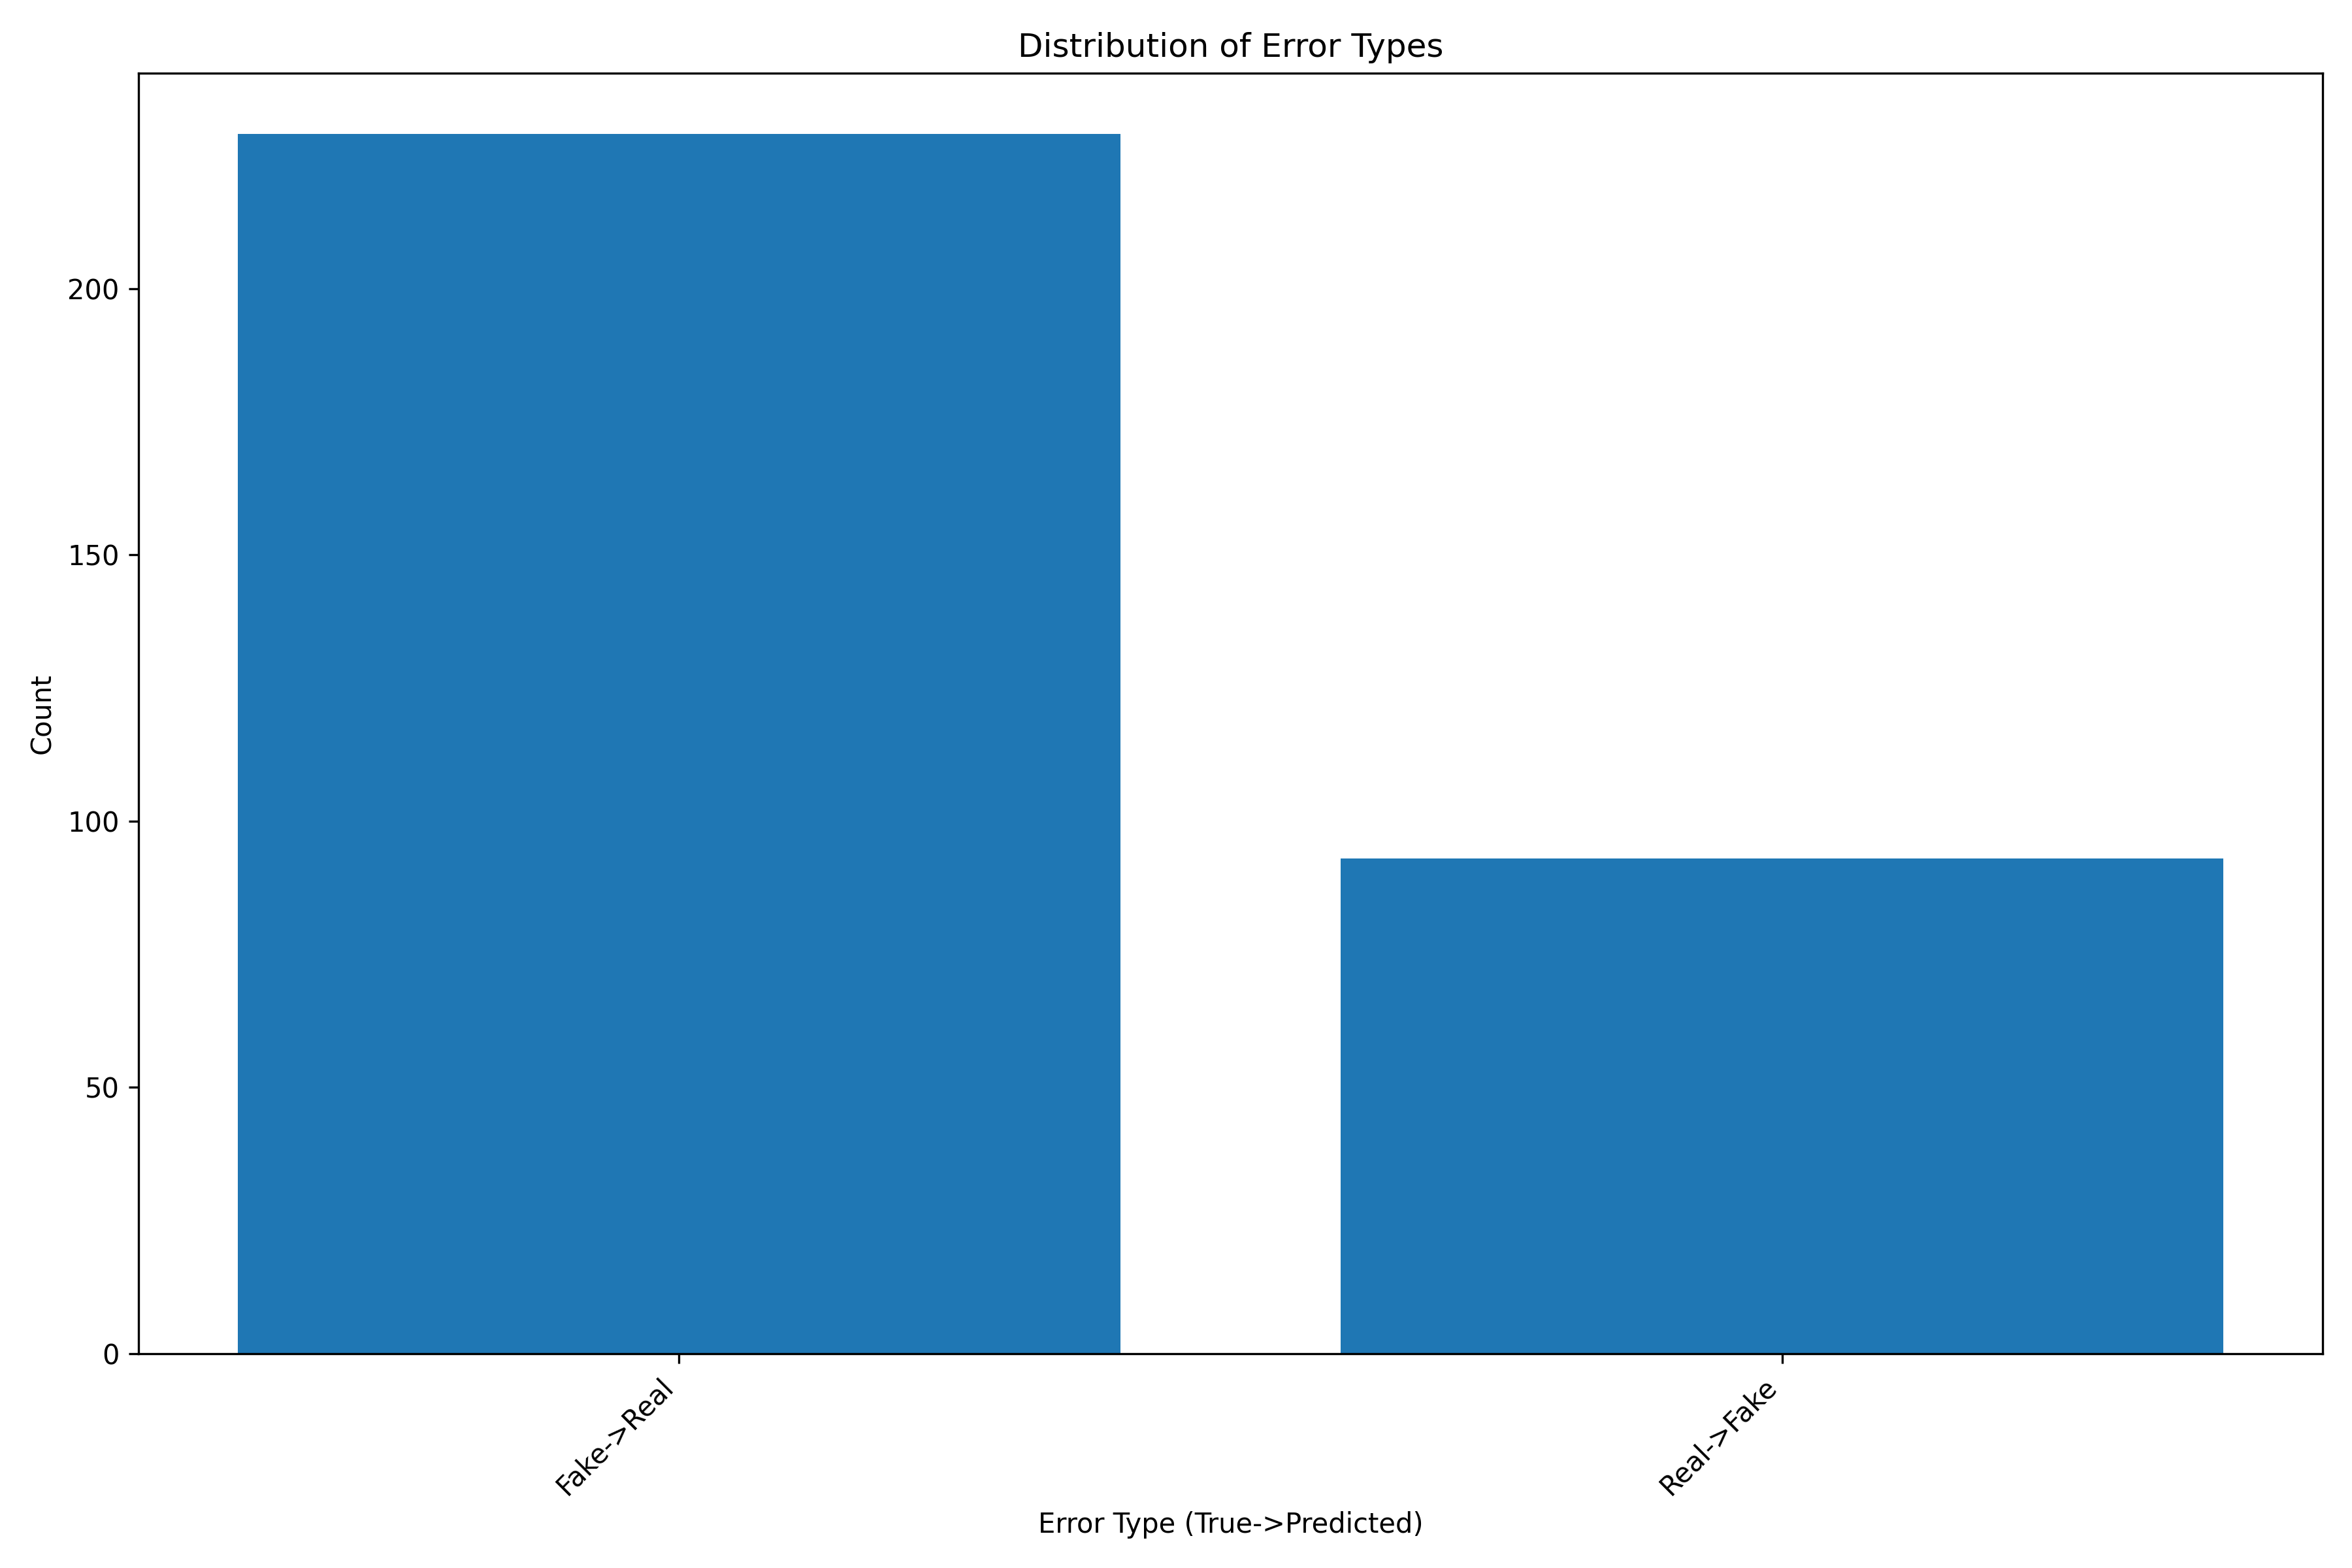 Distribution of Error Types
Count
200
150
100
50
0
Fake->Real
Real->Fake
Error Type (True->Predicted)